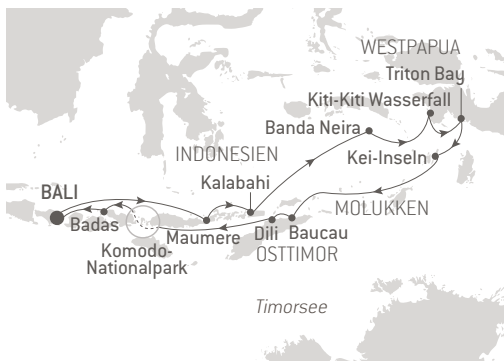 WESTPAPUA
Triton Bay
Kiti-Kiti Wasserfall
Banda Neira
Kei-Inseln
INDONESIEN
Kalabahi
BALI
MOLUKKEN
Badas
Maumere
Dili
Baucau
Komodo-
Nationalpark
OSTTIMOR
Timorsee